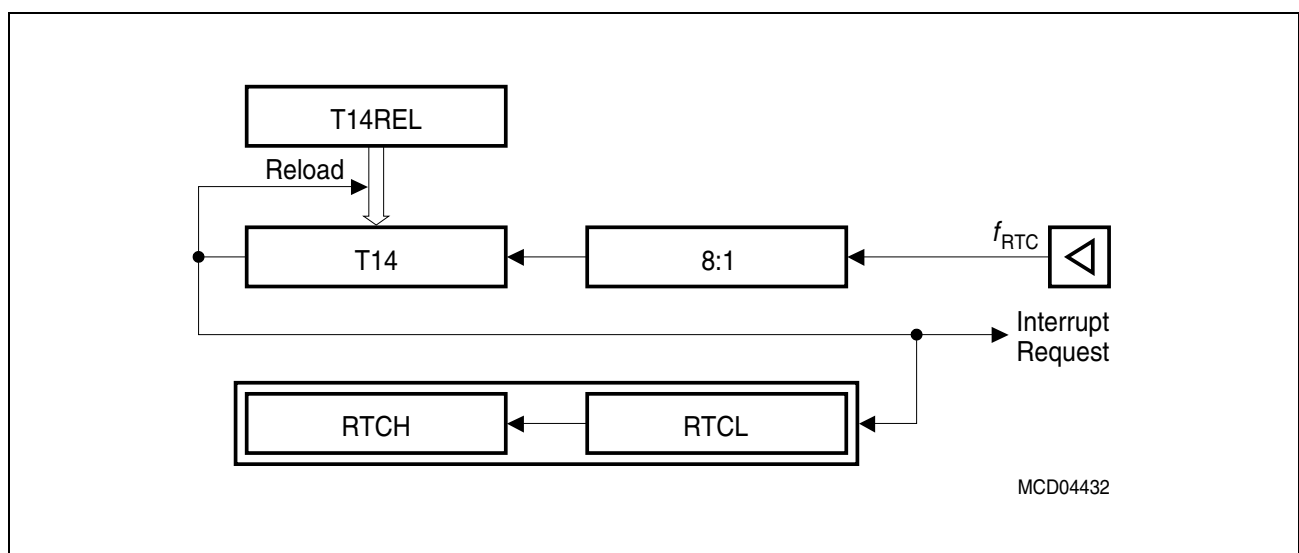 T14REL
Reload
T14
8:1
fRTC
Interrupt
Request
RTCH
RTCL
MCD04432